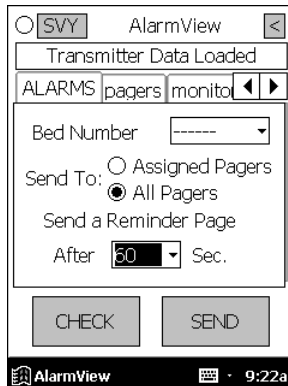 SVY AlarmView <
Transmitter Data Loaded
ALARMS pagers monito
Bed Number ------
Send To: Assigned Pagers
All Pagers
Send a Reminder Page
After 60 Sec.
CHECK SEND
AlarmView 9:22a